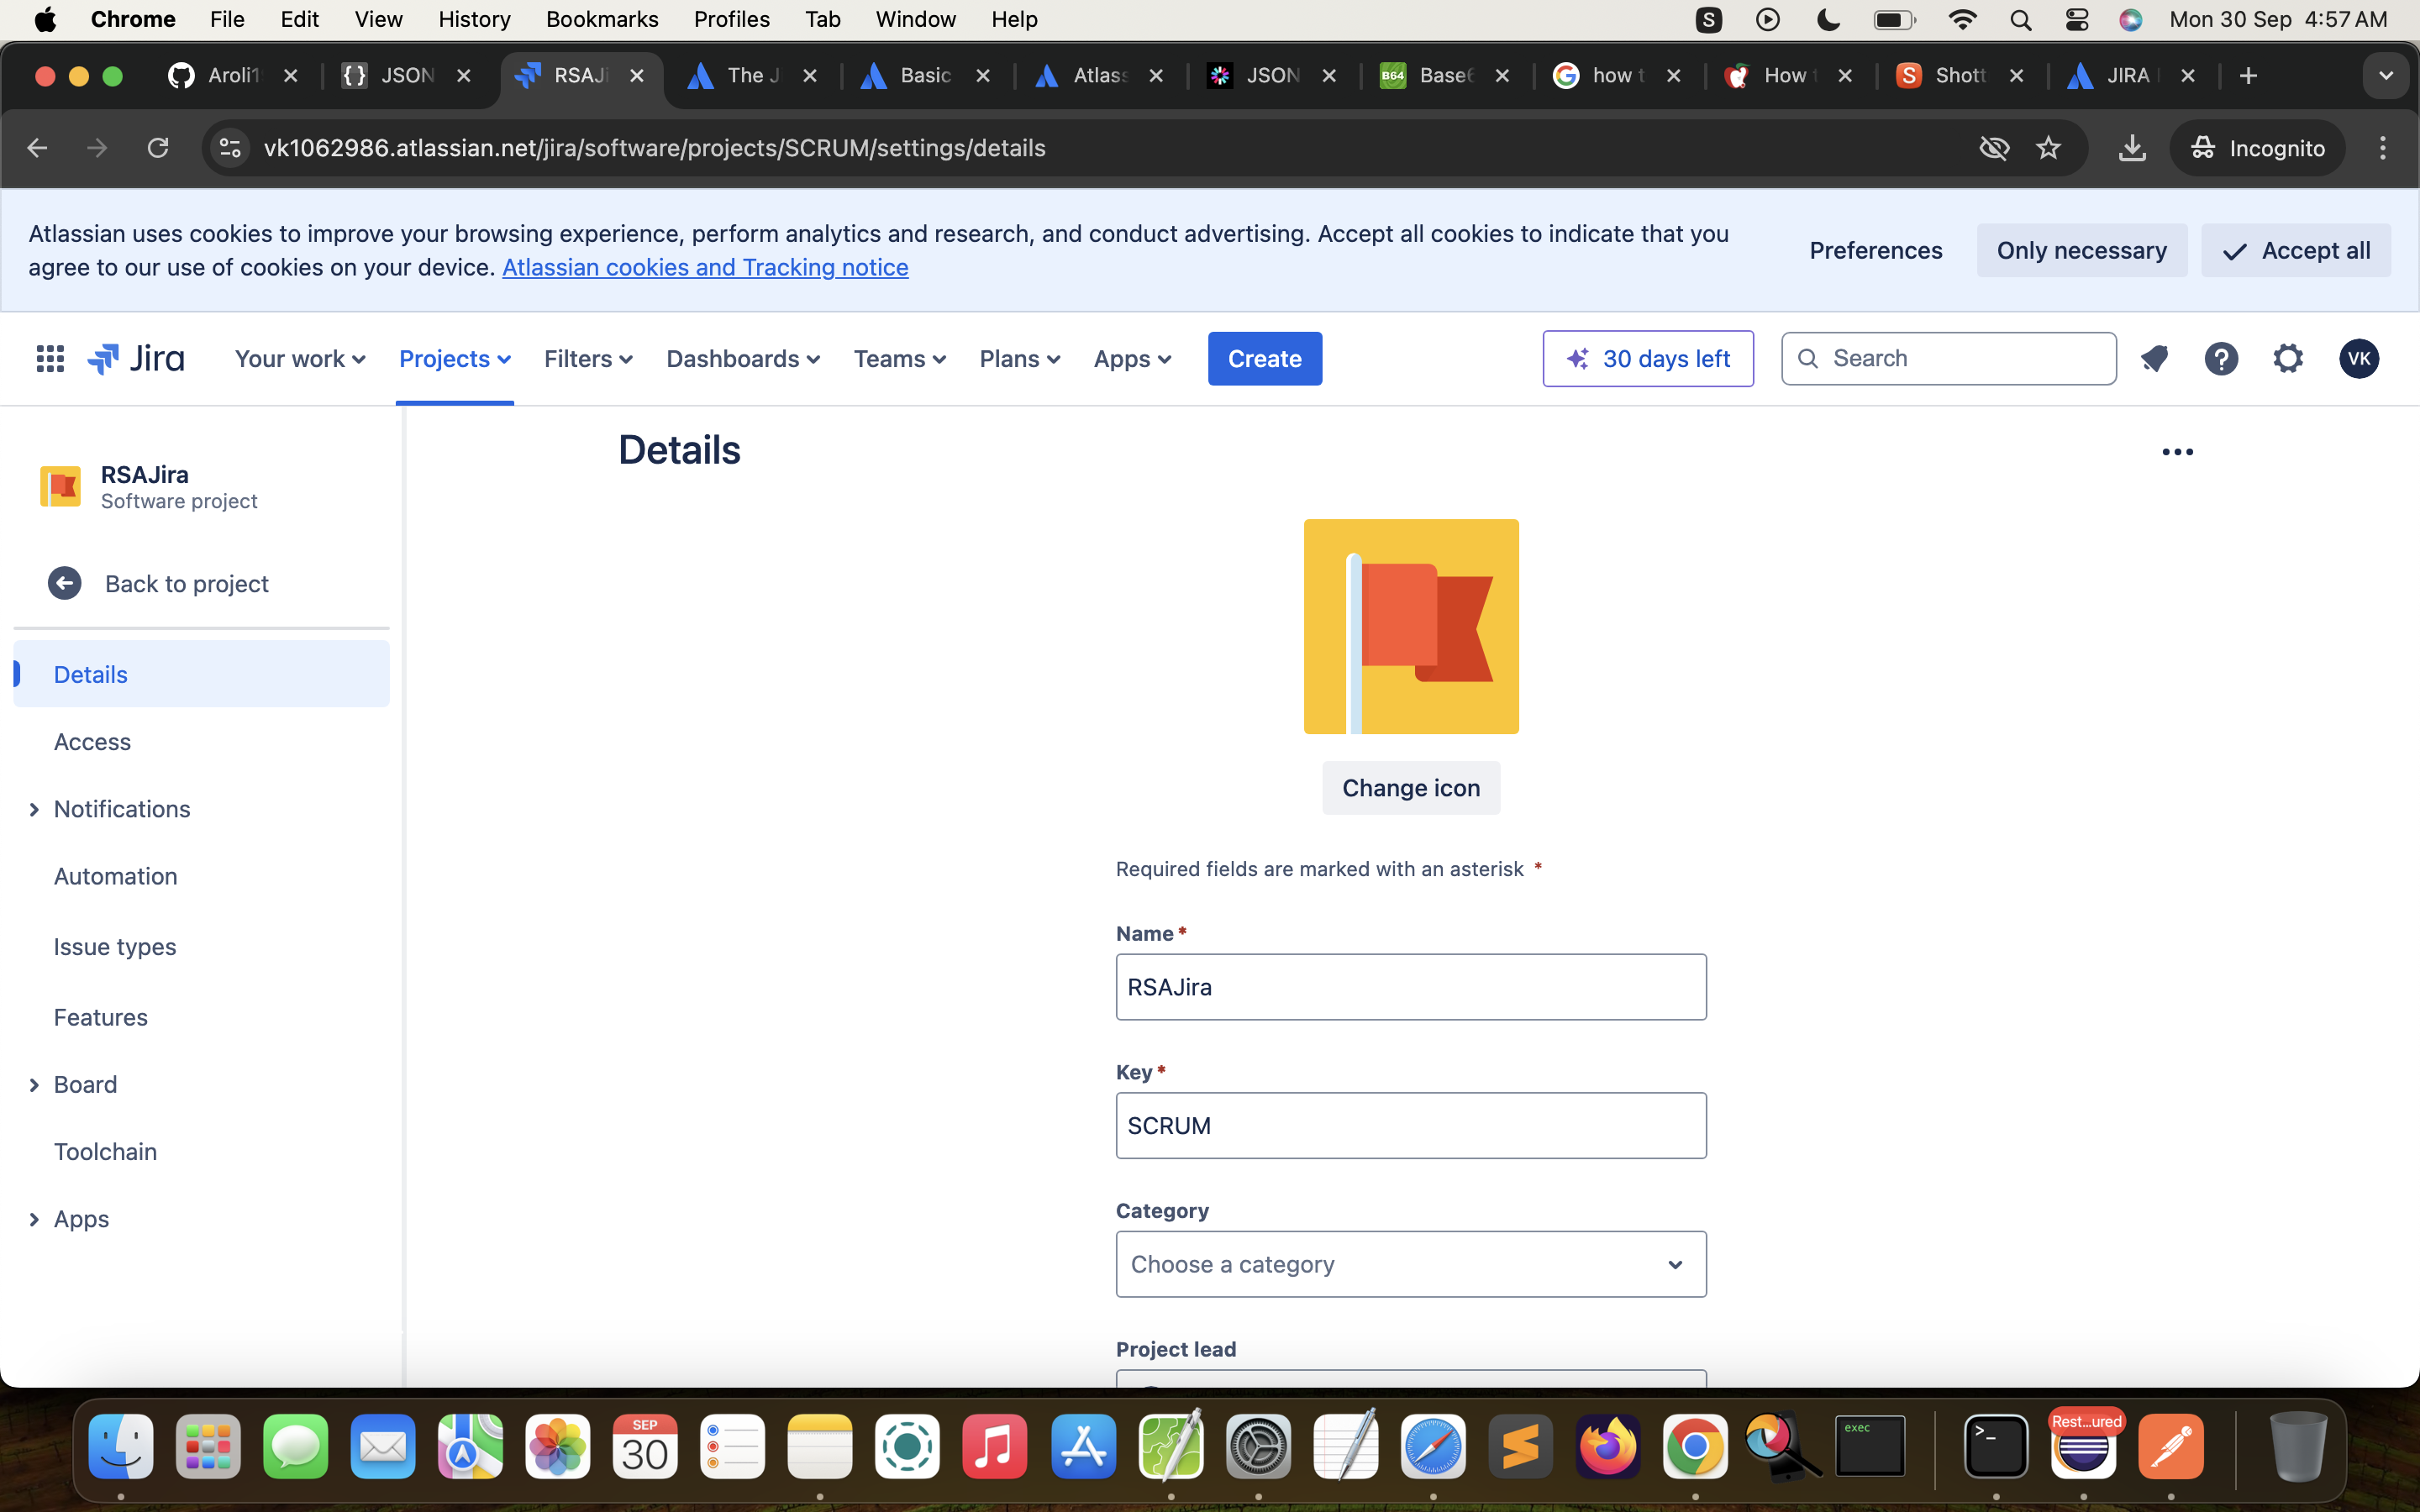 Chrome File Edit View History Bookmarks Profiles Tab Window Help S Mon 30 Sep 4:57 AM
Aroli1 {} JSON RSAJi The J Basic Atlass JSON B64 Base6 G how t How t S Shott JIRA
vk1062986.atlassian.net/jira/software/projects/SCRUM/settings/details Incognito
Atlassian uses cookies to improve your browsing experience, perform analytics and research, and conduct advertising. Accept all cookies to indicate that you
agree to our use of cookies on your device. Atlassian cookies and Tracking notice
Preferences Only necessary Accept all
Jira Your work Projects Filters Dashboards Teams Plans Apps Create 30 days left Search VK
RSAJira
Software project
Back to project
Details
Access
Notifications
Automation
Issue types
Features
Board
Toolchain
Apps
Details
Change icon
Required fields are marked with an asterisk *
Name *
RSAJira
Key *
SCRUM
Category
Choose a category
Project lead
SEP
30
exec
>_
Rest...ured